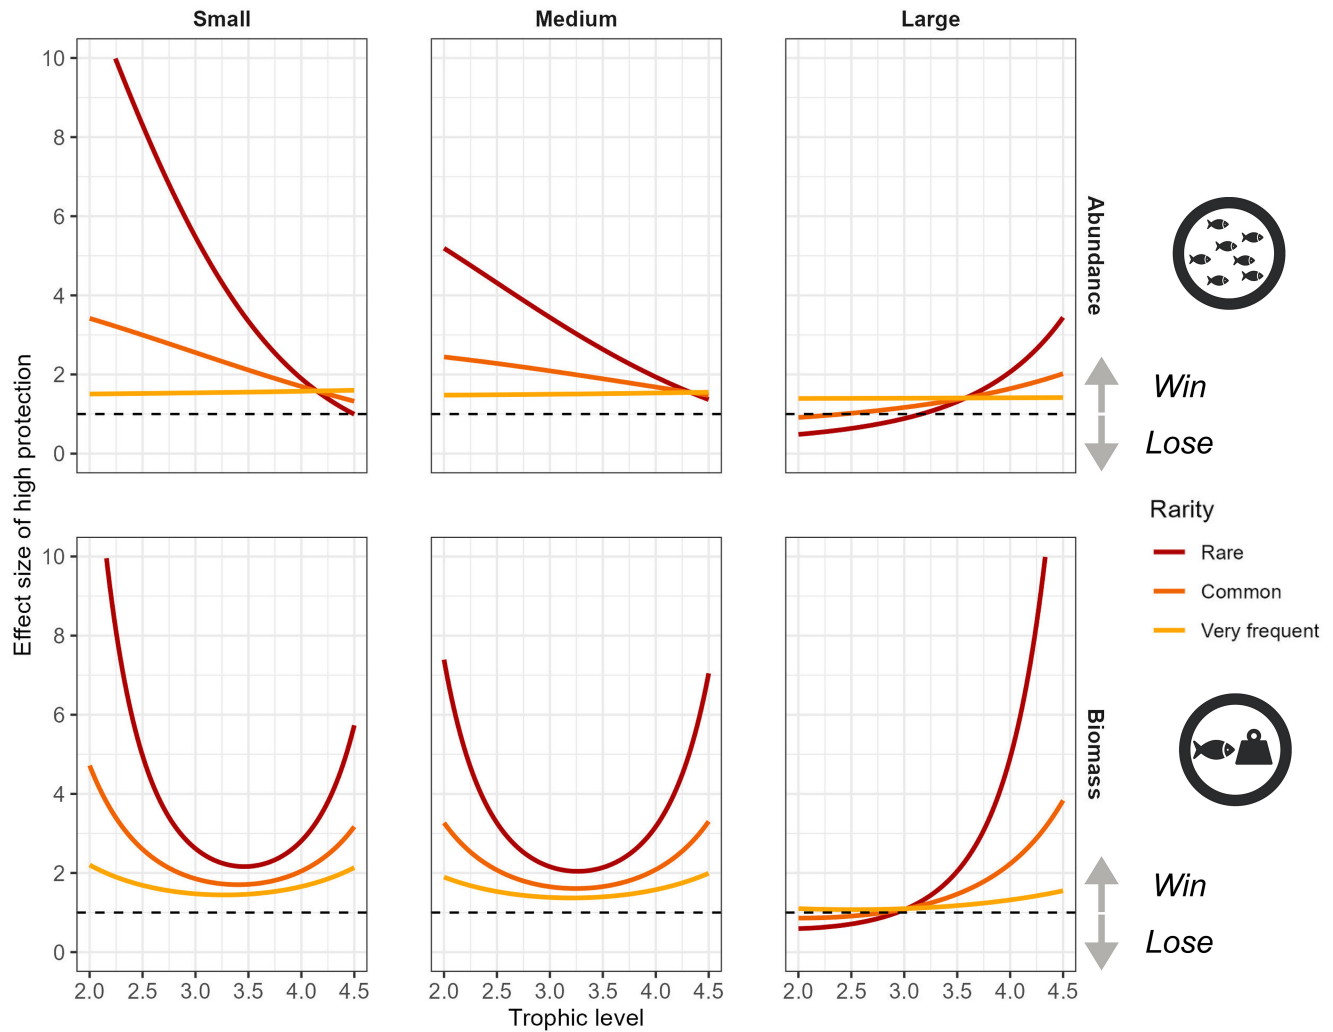 Small Medium Large
Effect size of high protection
10
8
6
4
2
0
Abundance
Win
Lose
Rarity
Rare
Common
Very frequent
10
8
6
4
2
0
Biomass
Win
Lose
2.0 2.5 3.0 3.5 4.0 4.5 2.0 2.5 3.0 3.5 4.0 4.5 2.0 2.5 3.0 3.5 4.0 4.5
Trophic level